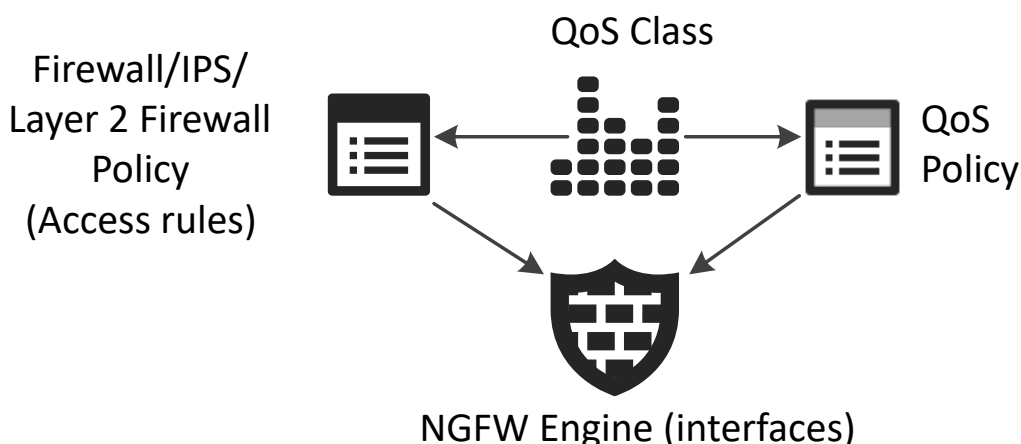 QoS Class
Firewall/IPS/
Layer 2 Firewall
Policy
(Access rules)
QoS
Policy
NGFW Engine (interfaces)